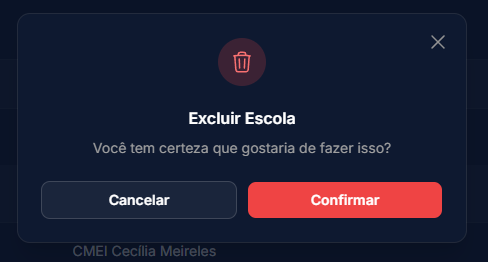 Excluir Escola
Você tem certeza que gostaria de fazer isso?
Cancelar
Confirmar
CMEI Cecília Meireles